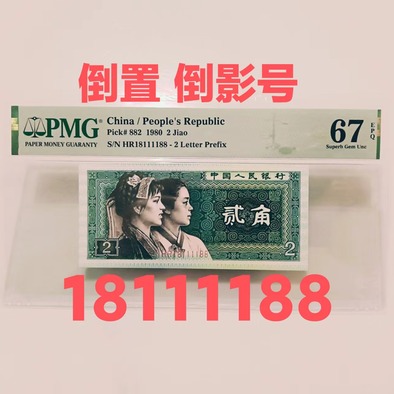 倒置 倒影号
PMG
PAPER MONEY GUARANTY
China / People's Republic
Pick# 882 1980 2 Jiao
S/N HR18111188 - 2 Letter Prefix
67
EPQ
Superb Gem Unc
中国人民银行
贰角
HR18111188
2
2
18111188